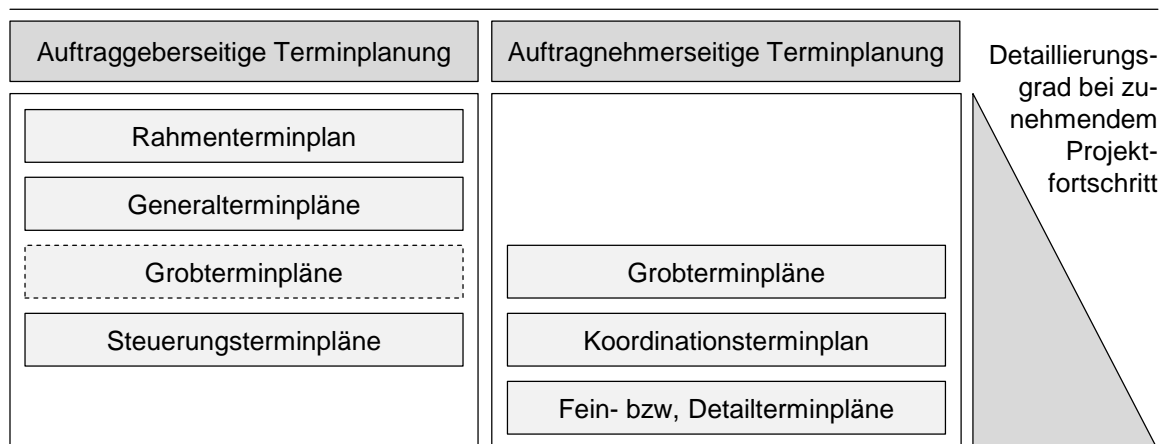 Auftraggeberseitige Terminplanung
Auftragnehmerseitige Terminplanung
Detaillierungs-
grad bei zu-
nehmendem
Projekt-
fortschritt
Rahmenterminplan
Generalterminpläne
Grobterminpläne
Steuerungsterminpläne
Grobterminpläne
Koordinationsterminplan
Fein- bzw, Detailterminpläne